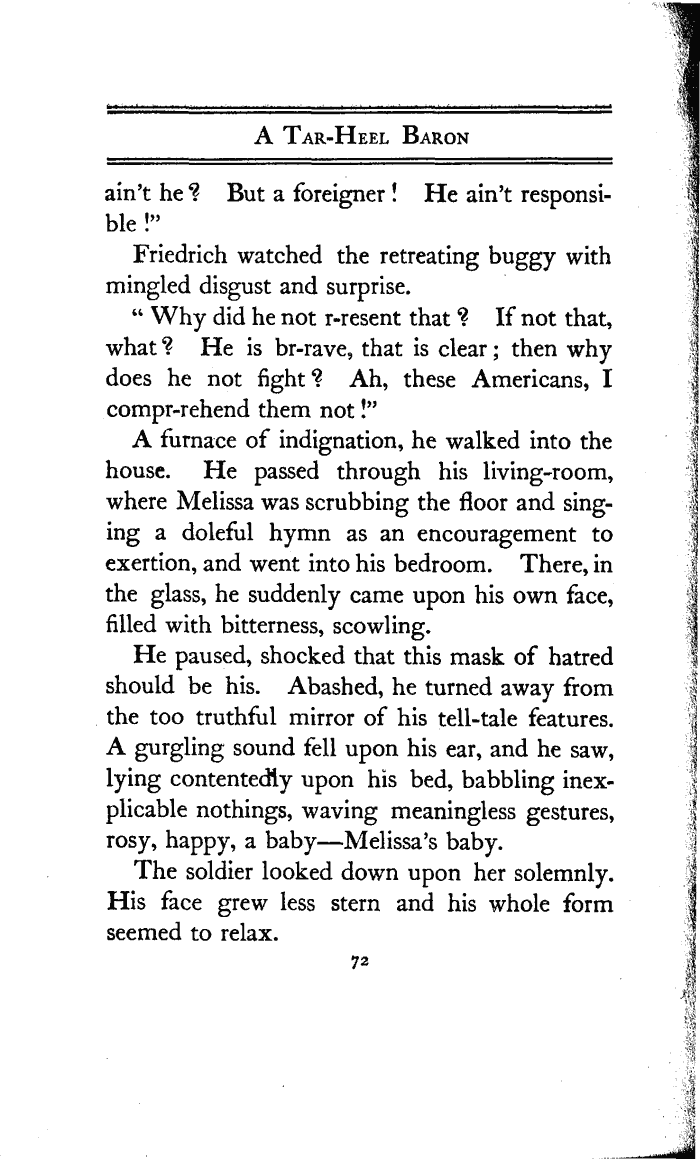 A Tar-Heel Baron
ain't he? But a foreigner! He ain't responsi-
ble!"
Friedrich watched the retreating buggy with
mingled disgust and surprise.
"Why did he not r-resent that? If not that,
what? He is br-rave, that is clear; then why
does he not fight? Ah, these Americans, I
compr-rehend them not!"
A furnace of indignation, he walked into the
house. He passed through his living-room,
where Melissa was scrubbing the floor and sing-
ing a doleful hymn as an encouragement to
exertion, and went into his bedroom. There, in
the glass, he suddenly came upon his own face,
filled with bitterness, scowling.
He paused, shocked that this mask of hatred
should be his. Abashed, he turned away from
the too truthful mirror of his tell-tale features.
A gurgling sound fell upon his ear, and he saw,
lying contentedly upon his bed, babbling inex-
plicable nothings, waving meaningless gestures,
rosy, happy, a baby—Melissa's baby.
The soldier looked down upon her solemnly.
His face grew less stern and his whole form
seemed to relax.
72